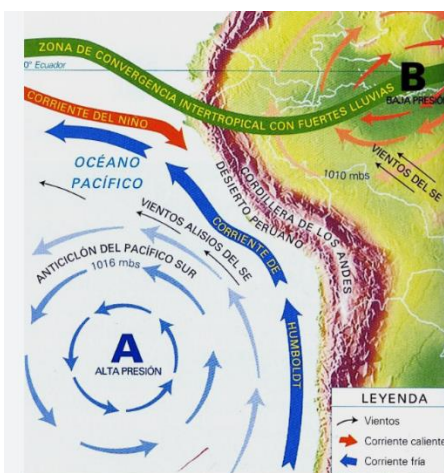 ZONA DE CONVERGENCIA INTERTROPICAL CON FUERTES LLUVIAS
0° Ecuador
B
BAJA PRESIÓN
CORRIENTE DEL NIÑO
OCÉANO
PACÍFICO
VIENTOS DEL SE
1010 mbs
CORDILLERA DE LOS ANDES
DESIERTO PERUANO
VIENTOS ALISIOS DEL SE
CORRIENTE DE HUMBOLDT
ANTICICLÓN DEL PACÍFICO SUR
1016 mbs
A
ALTA PRESIÓN
LEYENDA
Vientos
Corriente caliente
Corriente fría